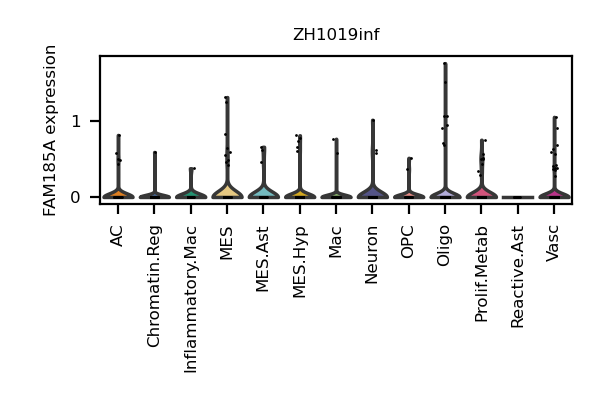 ZH1019inf
FAM185A expression
1
0
AC
Chromatin.Reg
Inflammatory.Mac
MES
MES.Ast
MES.Hyp
Mac
Neuron
OPC
Oligo
Prolif.Metab
Reactive.Ast
Vasc